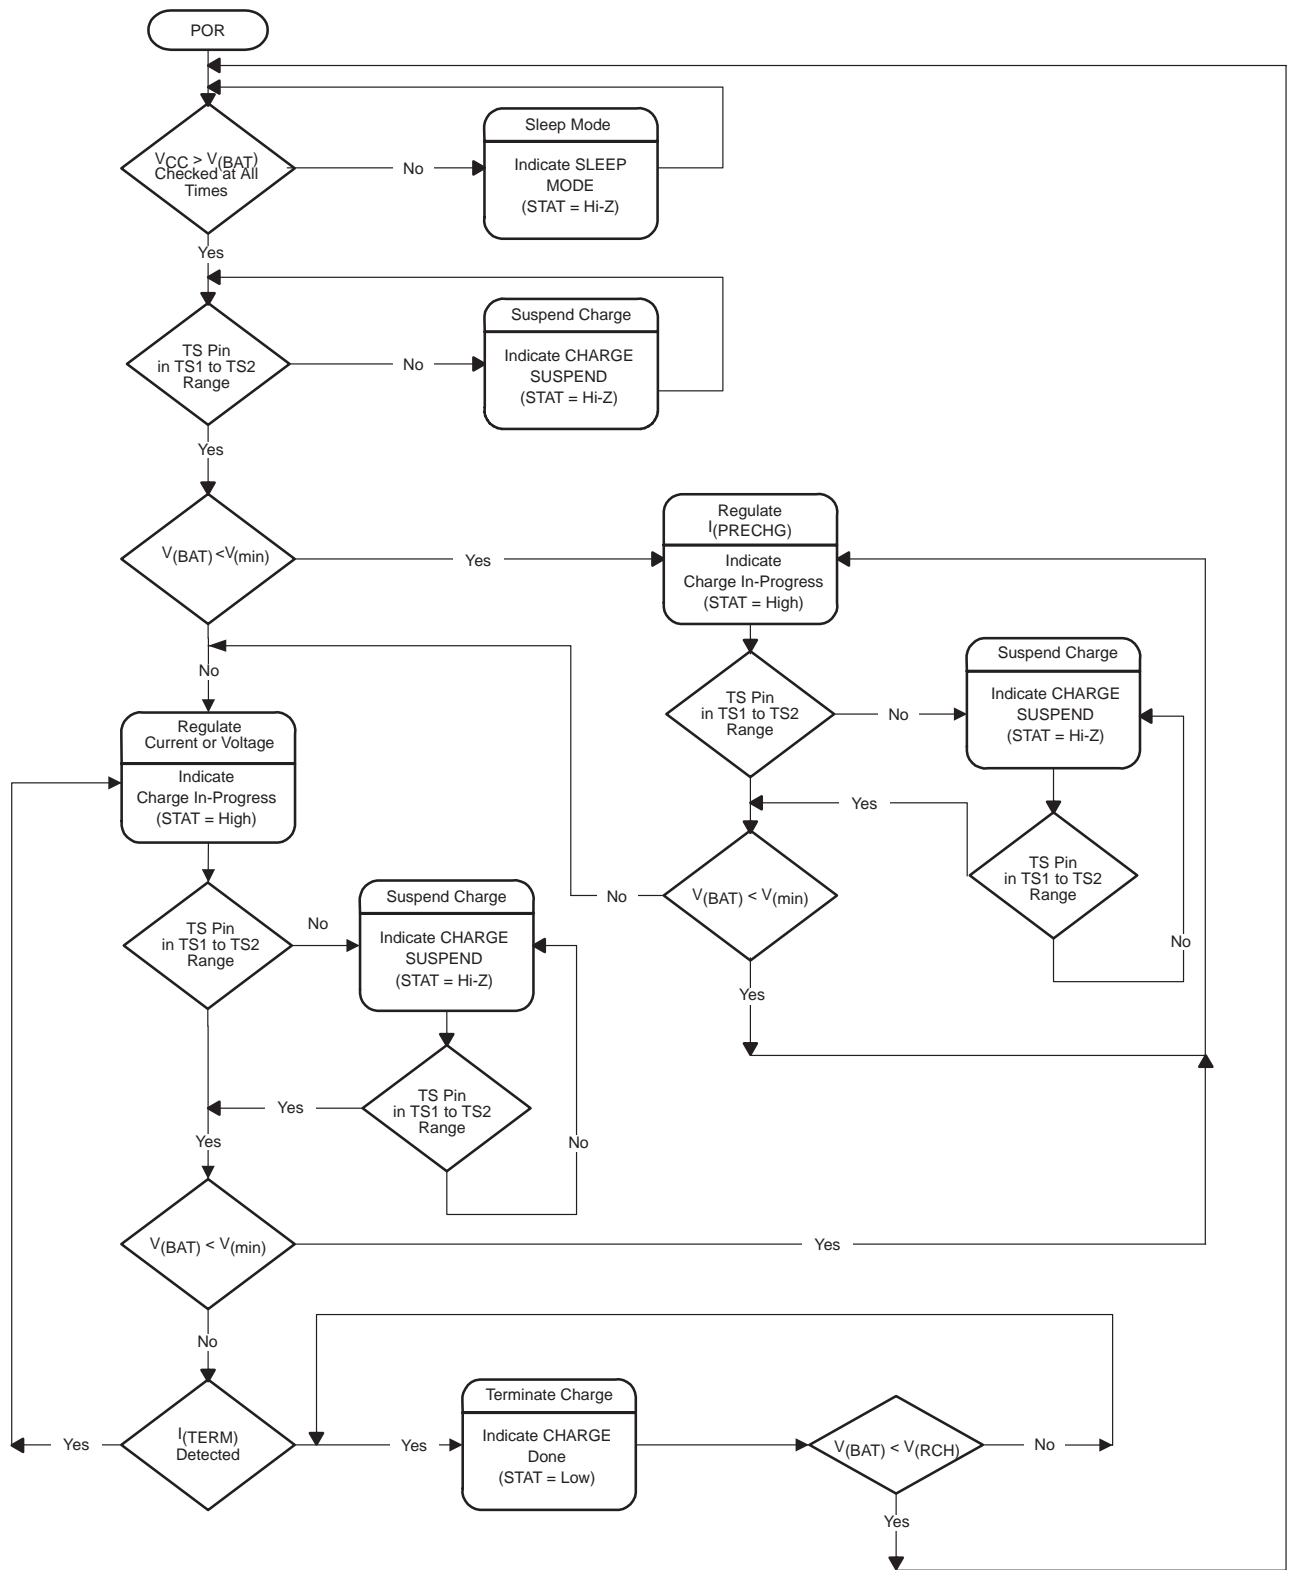 POR
VCC > V(BAT)
Checked at All
Times
No
Sleep Mode
Indicate SLEEP
MODE
(STAT = Hi-Z)
Yes
TS Pin
in TS1 to TS2
Range
No
Suspend Charge
Indicate CHARGE
SUSPEND
(STAT = Hi-Z)
Yes
V(BAT) <V(min)
Yes
Regulate
I(PRECHG)
Indicate
Charge In-Progress
(STAT = High)
No
TS Pin
in TS1 to TS2
Range
No
Suspend Charge
Indicate CHARGE
SUSPEND
(STAT = Hi-Z)
Regulate
Current or Voltage
Indicate
Charge In-Progress
(STAT = High)
Yes
TS Pin
in TS1 to TS2
Range
No
V(BAT) < V(min)
No
Yes
TS Pin
in TS1 to TS2
Range
No
Suspend Charge
Indicate CHARGE
SUSPEND
(STAT = Hi-Z)
TS Pin
in TS1 to TS2
Range
Yes
No
Yes
V(BAT) < V(min)
Yes
No
I(TERM)
Detected
Yes
Yes
Terminate Charge
Indicate CHARGE
Done
(STAT = Low)
V(BAT) < V(RCH)
No
Yes